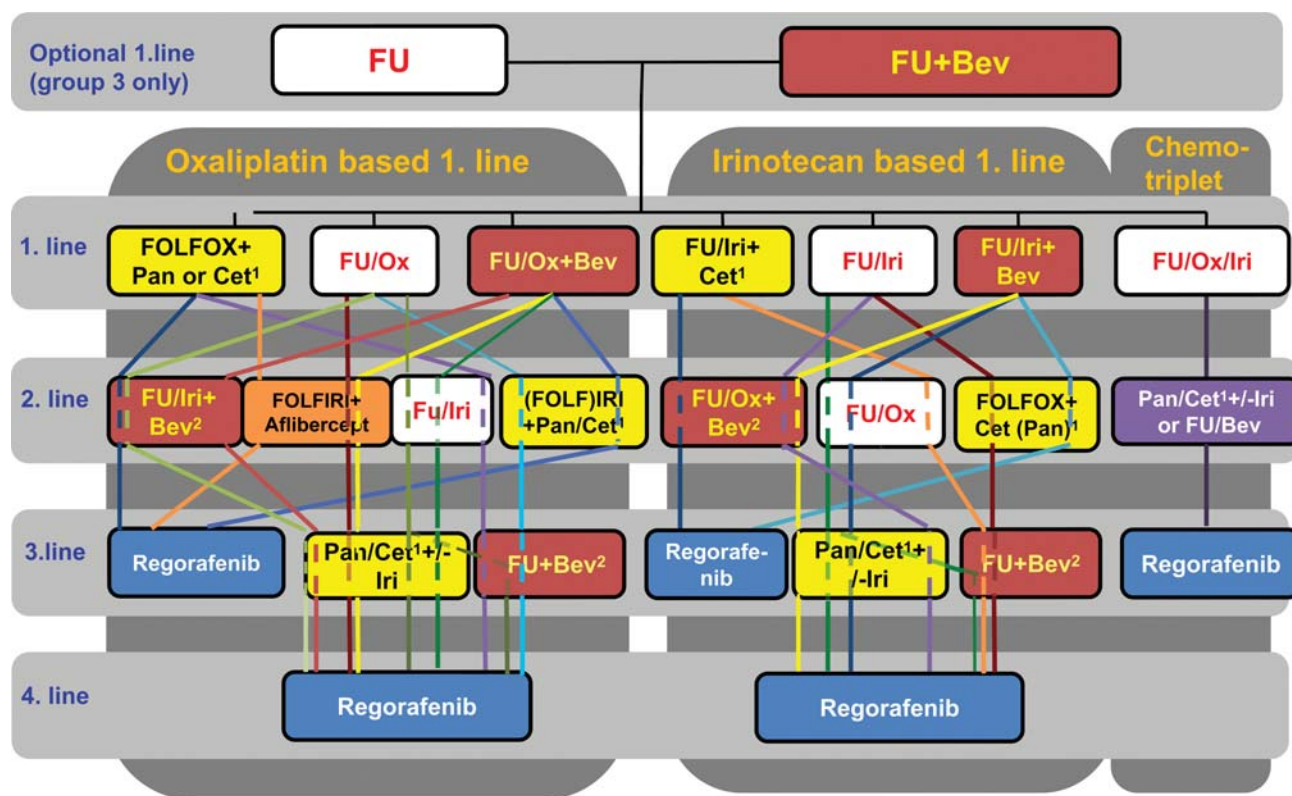 Optional 1.line
(group 3 only)
FU
FU+Bev
Oxaliplatin based 1. line
Irinotecan based 1. line
Chemo-
triplet
1. line
FOLFOX+
Pan or Cet¹
FU/Ox
FU/Ox+Bev
FU/Iri+
Cet¹
FU/Iri
FU/Iri+
Bev
FU/Ox/Iri
2. line
FU/Iri+
Bev²
FOLFIRI+
Aflibercept
Fu/Iri
(FOLF)IRI
+Pan/Cet¹
FU/Ox+
Bev²
FU/Ox
FOLFOX+
Cet (Pan)¹
Pan/Cet¹+/-Iri
or FU/Bev
3.line
Regorafenib
Pan/Cet¹+/-
Iri
FU+Bev²
Regorafe-
nib
Pan/Cet¹+
/-Iri
FU+Bev²
Regorafenib
4. line
Regorafenib
Regorafenib